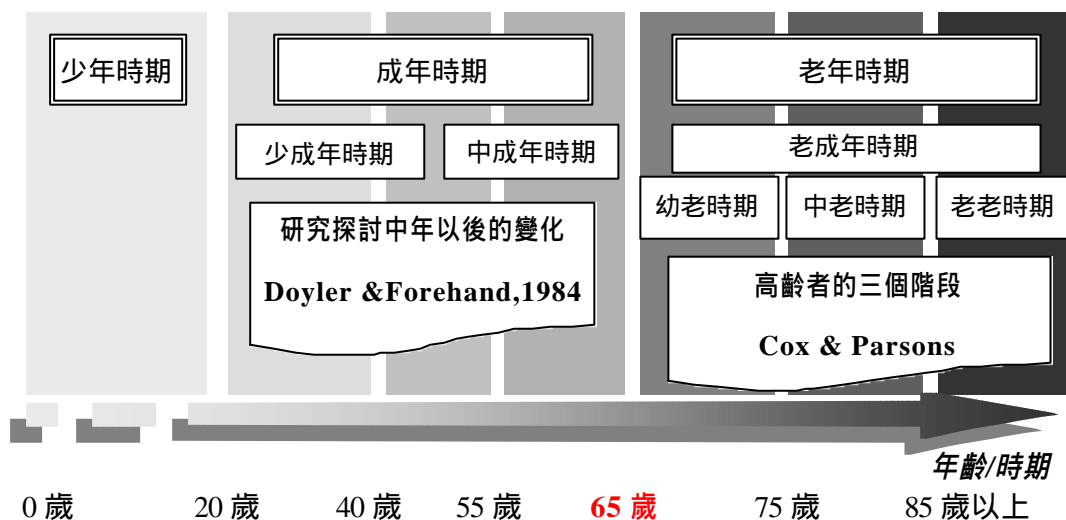 少年時期
成年時期
老年時期
少成年時期
中成年時期
老成年時期
幼老時期
中老時期
老老時期
研究探討中年以後的變化
Doyler &Forehand,1984
高齡者的三個階段
Cox & Parsons
年齡/時期
0 歲
20 歲
40 歲
55 歲
65 歲
75 歲
85 歲以上